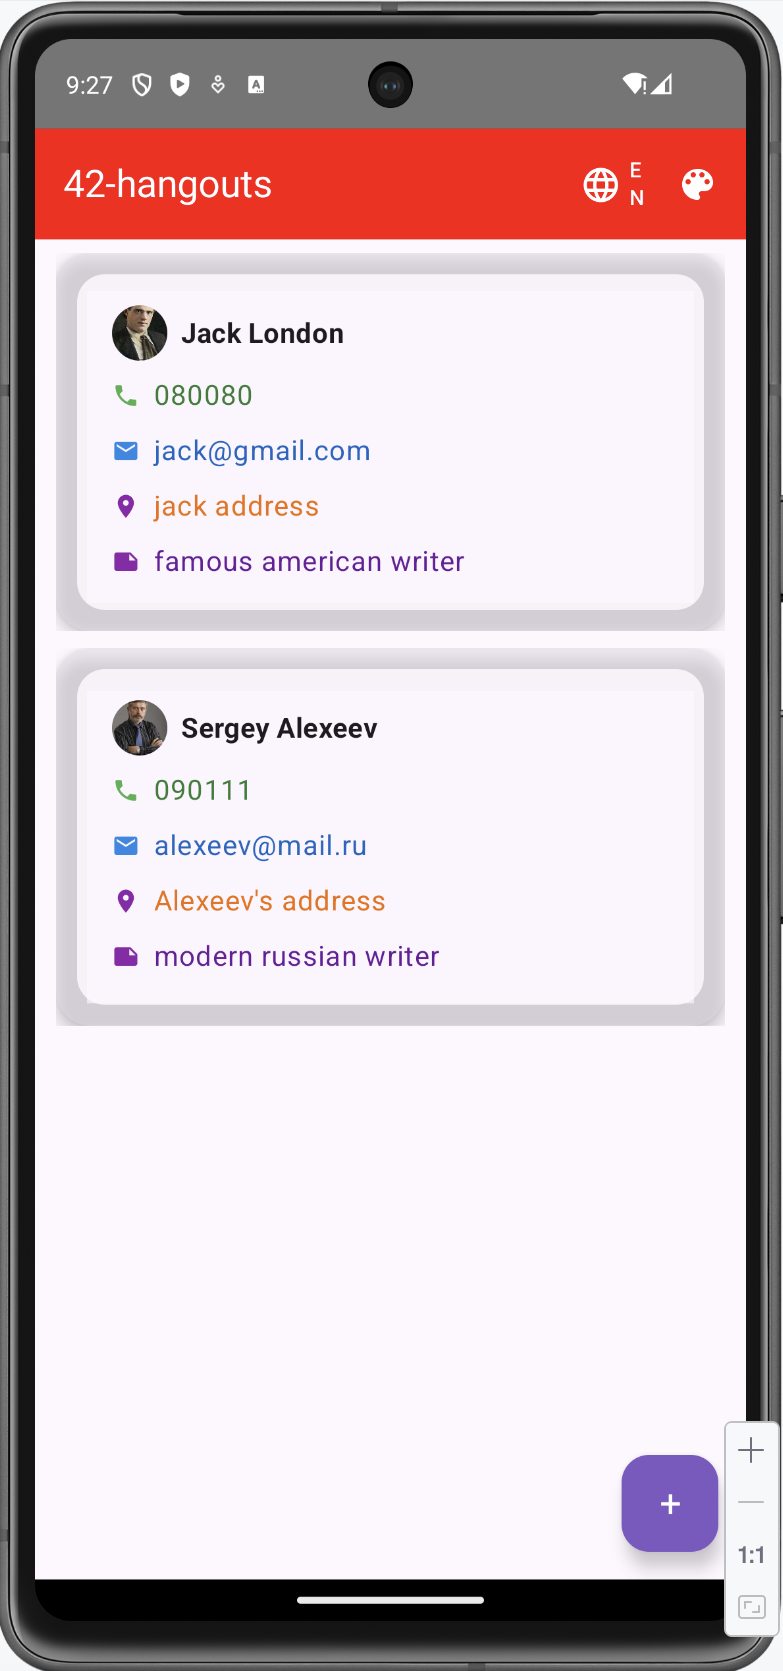 9:27
42-hangouts
E
N
Jack London
080080
jack@gmail.com
jack address
famous american writer
Sergey Alexeev
090111
alexeev@mail.ru
Alexeev's address
modern russian writer
+
1:1